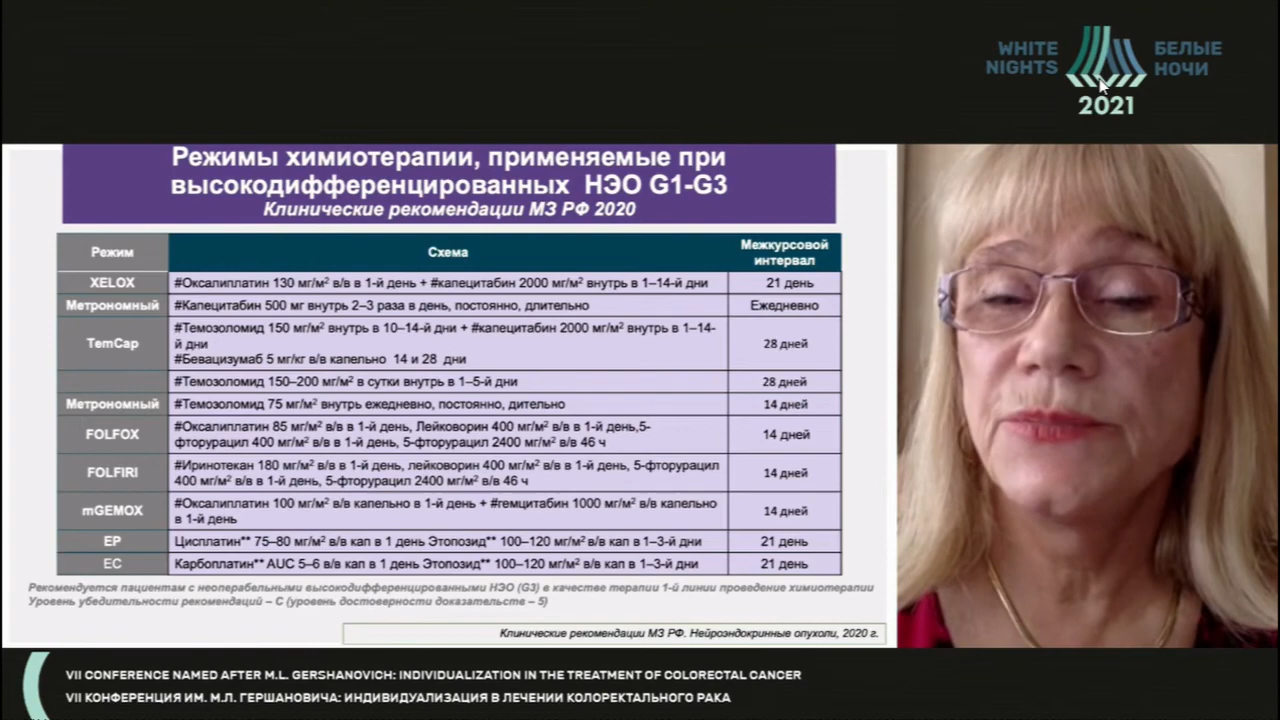 WHITE NIGHTS
БЕЛЫЕ НОЧИ
2021
Режимы химиотерапии, применяемые при
высокодифференцированных НЭО G1-G3
Клинические рекомендации МЗ РФ 2020
Режим Схема Межкурсовой интервал
XELOX #Оксалиплатин 130 мг/м² в/в в 1-й день + #капецитабин 2000 мг/м² внутрь в 1–14-й дни 21 день
Метрономный #Капецитабин 500 мг внутрь 2–3 раза в день, постоянно, длительно Ежедневно
TemCap #Темозоломид 150 мг/м² внутрь в 10–14-й дни + #капецитабин 2000 мг/м² внутрь в 1–14-
й дни
#Бевацизумаб 5 мг/кг в/в капельно 14 и 28 дни
28 дней
#Темозоломид 150–200 мг/м² в сутки внутрь в 1–5-й дни 28 дней
Метрономный #Темозоломид 75 мг/м² внутрь ежедневно, постоянно, дительно 14 дней
FOLFOX #Оксалиплатин 85 мг/м² в/в в 1-й день, Лейковорин 400 мг/м² в/в в 1-й день,5-
фторурацил 400 мг/м² в/в в 1-й день, 5-фторурацил 2400 мг/м² в/в 46 ч
14 дней
FOLFIRI #Иринотекан 180 мг/м² в/в в 1-й день, лейковорин 400 мг/м² в/в в 1-й день, 5-фторурацил
400 мг/м² в/в в 1-й день, 5-фторурацил 2400 мг/м² в/в 46 ч
14 дней
mGEMOX #Оксалиплатин 100 мг/м² в/в капельно в 1-й день + #гемцитабин 1000 мг/м² в/в капельно
в 1-й день
14 дней
EP Цисплатин** 75–80 мг/м² в/в кап в 1 день Этопозид** 100–120 мг/м² в/в кап в 1–3-й дни 21 день
EC Карбоплатин** AUC 5–6 в/в кап в 1 день Этопозид** 100–120 мг/м² в/в кап в 1–3-й дни 21 день
Рекомендуется пациентам с неоперабельными высокодифференцированными НЭО (G3) в качестве терапии 1-й линии проведение химиотерапии
Уровень убедительности рекомендаций – С (уровень достоверности доказательств – 5)
Клинические рекомендации МЗ РФ. Нейроэндокринные опухоли, 2020 г.
VII CONFERENCE NAMED AFTER M.L. GERSHANOVICH: INDIVIDUALIZATION IN THE TREATMENT OF COLORECTAL CANCER
VII КОНФЕРЕНЦИЯ ИМ. М.Л. ГЕРШАНОВИЧА: ИНДИВИДУАЛИЗАЦИЯ В ЛЕЧЕНИИ КОЛОРЕКТАЛЬНОГО РАКА